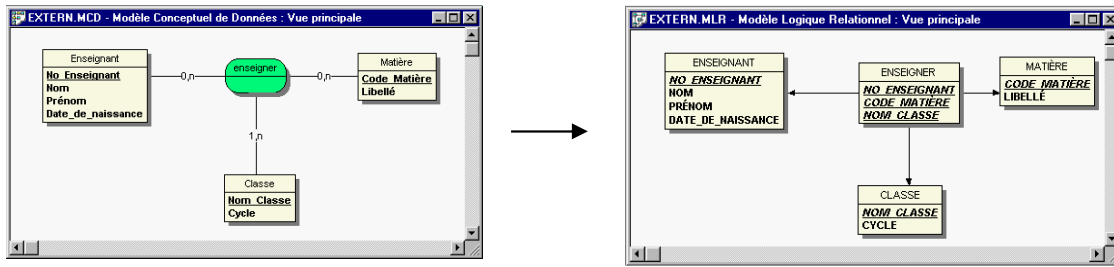 EXTERN.MCD - Modèle Conceptuel de Données : Vue principale
Enseignant
No_Enseignant
Nom
Prénom
Date_de_naissance
0,n
enseigner
0,n
Matière
Code_Matière
Libellé
1,n
Classe
Nom_Classe
Cycle
EXTERN.MLR - Modèle Logique Relationnel : Vue principale
ENSEIGNANT
NO_ENSEIGNANT
NOM
PRÉNOM
DATE_DE_NAISSANCE
ENSEIGNER
NO_ENSEIGNANT
CODE_MATIÈRE
NOM_CLASSE
MATIÈRE
CODE_MATIÈRE
LIBELLÉ
CLASSE
NOM_CLASSE
CYCLE